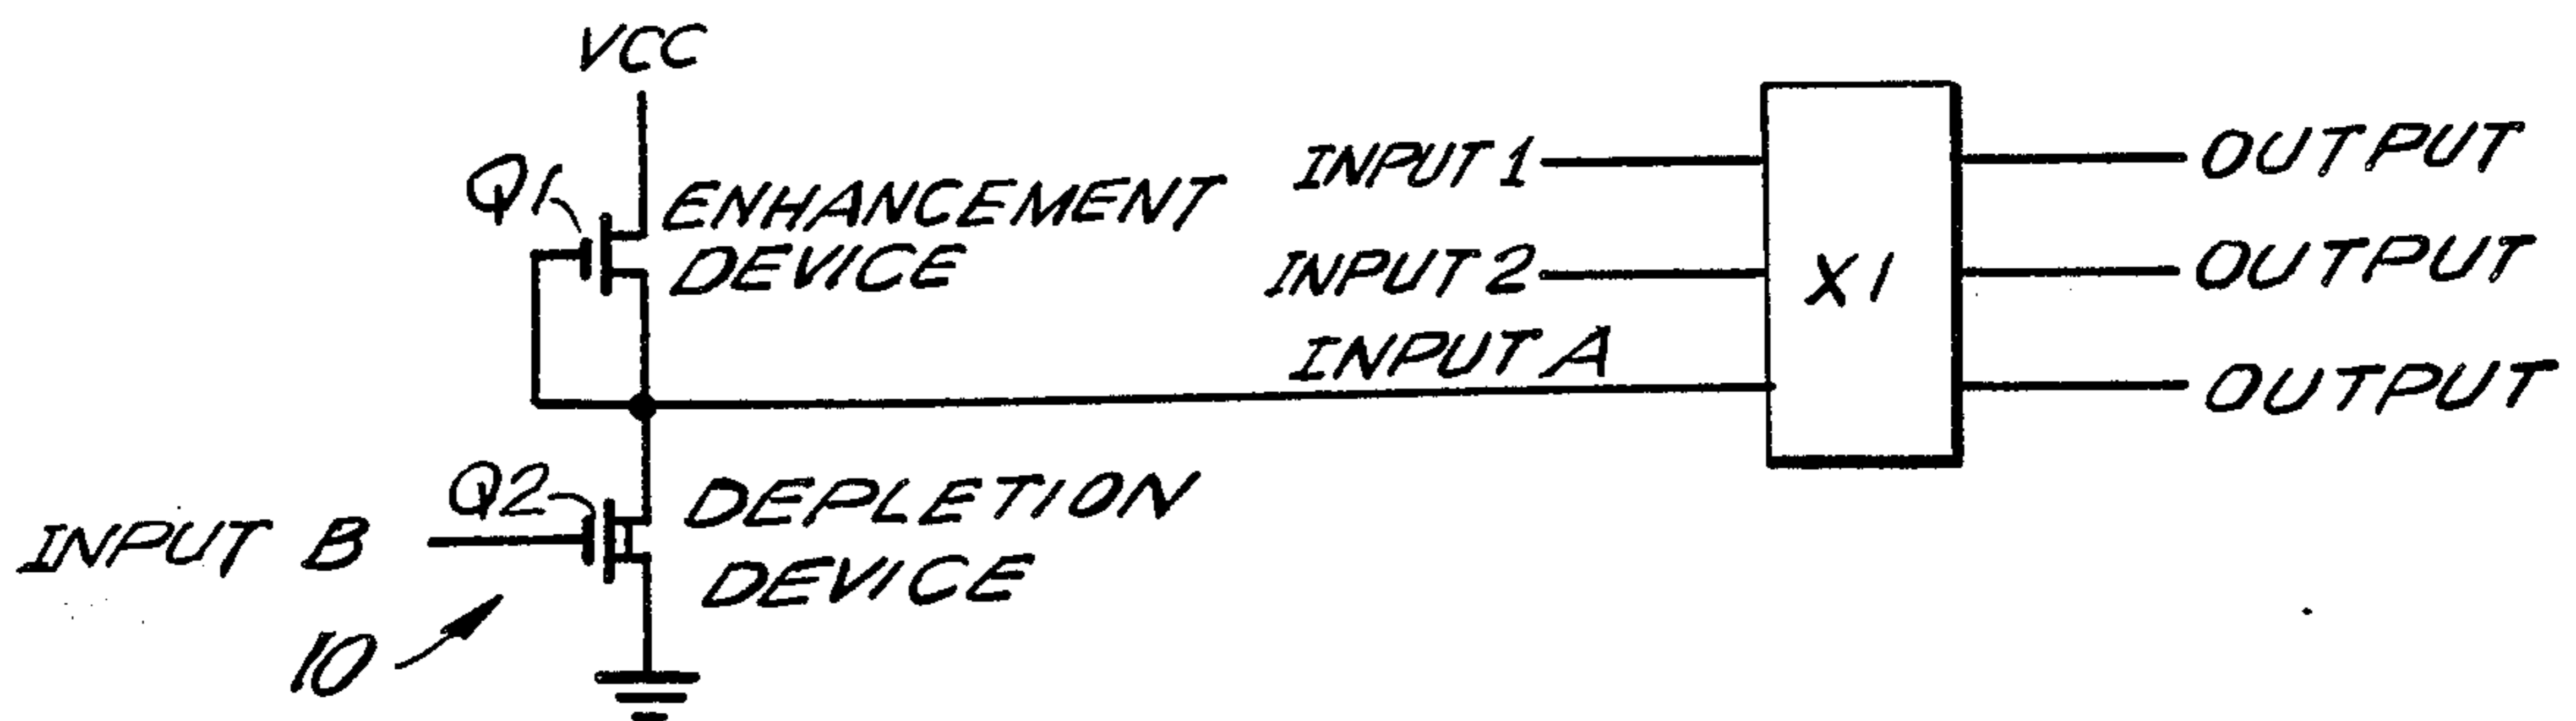 VCC
Q1
ENHANCEMENT
DEVICE
INPUT 1
INPUT 2
INPUT A
X1
OUTPUT
OUTPUT
OUTPUT
Q2
DEPLETION
DEVICE
INPUT B
10